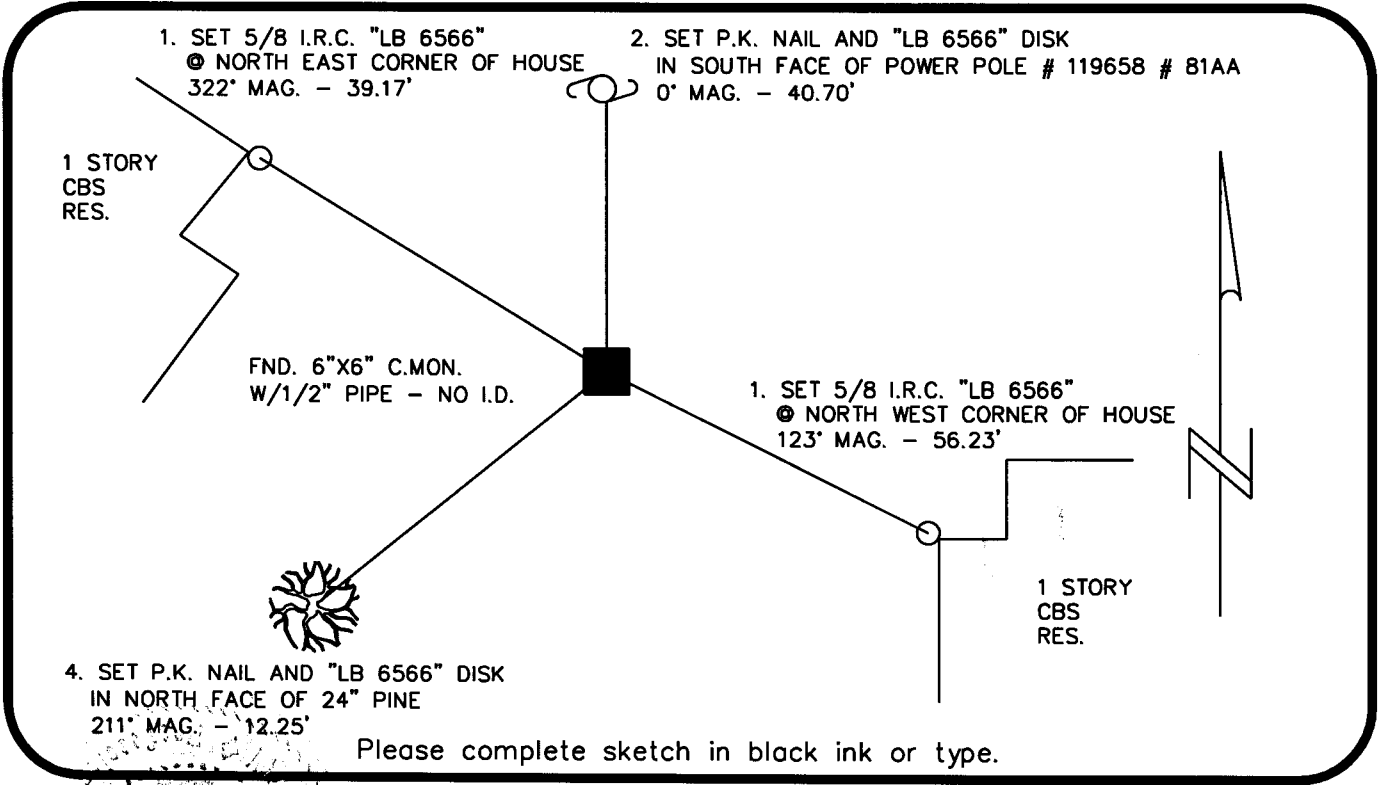 1. SET 5/8 I.R.C. "LB 6566"
@ NORTH EAST CORNER OF HOUSE
322° MAG. - 39.17'
2. SET P.K. NAIL AND "LB 6566" DISK
IN SOUTH FACE OF POWER POLE # 119658 # 81AA
0° MAG. - 40.70'
1 STORY
CBS
RES.
FND. 6"X6" C.MON.
W/1/2" PIPE - NO I.D.
1. SET 5/8 I.R.C. "LB 6566"
@ NORTH WEST CORNER OF HOUSE
123° MAG. - 56.23'
N
1 STORY
CBS
RES.
4. SET P.K. NAIL AND "LB 6566" DISK
IN NORTH FACE OF 24" PINE
211° MAG. - 12.25'
Please complete sketch in black ink or type.